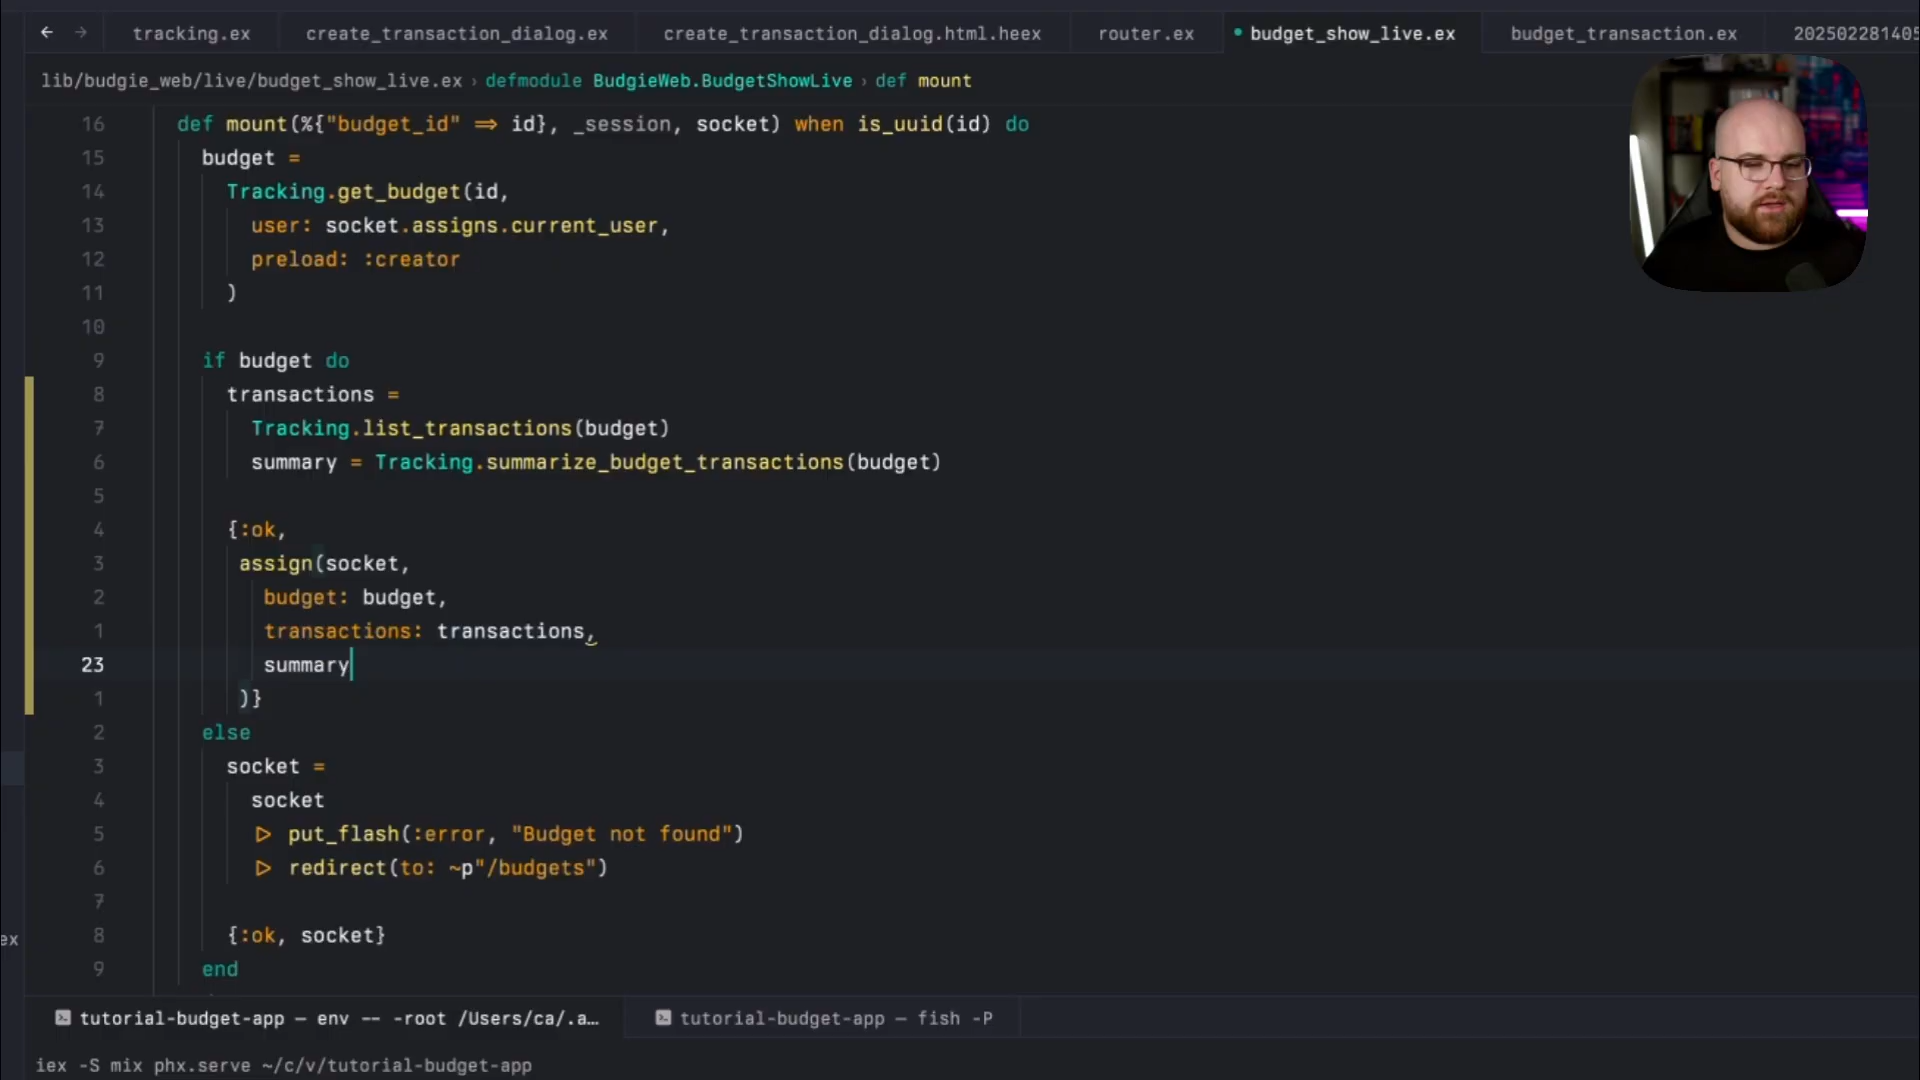 ← → tracking.ex create_transaction_dialog.ex create_transaction_dialog.html.heex router.ex budget_show_live.ex budget_transaction.ex 202502281405
lib/budgie_web/live/budget_show_live.ex › defmodule BudgieWeb.BudgetShowLive › def mount
16 def mount(%{"budget_id" => id}, _session, socket) when is_uuid(id) do
15 budget =
14 Tracking.get_budget(id,
13 user: socket.assigns.current_user,
12 preload: :creator
11 )
10
9 if budget do
8 transactions =
7 Tracking.list_transactions(budget)
6 summary = Tracking.summarize_budget_transactions(budget)
5
4 {:ok,
3 assign(socket,
2 budget: budget,
1 transactions: transactions,
23 summary
1 )}
2 else
3 socket =
4 socket
5 |> put_flash(:error, "Budget not found")
6 |> redirect(to: ~p"/budgets")
7
8 {:ok, socket}
ex
9 end
tutorial-budget-app — env -- -root /Users/ca/.a… tutorial-budget-app — fish -P
iex -S mix phx.serve ~/c/v/tutorial-budget-app